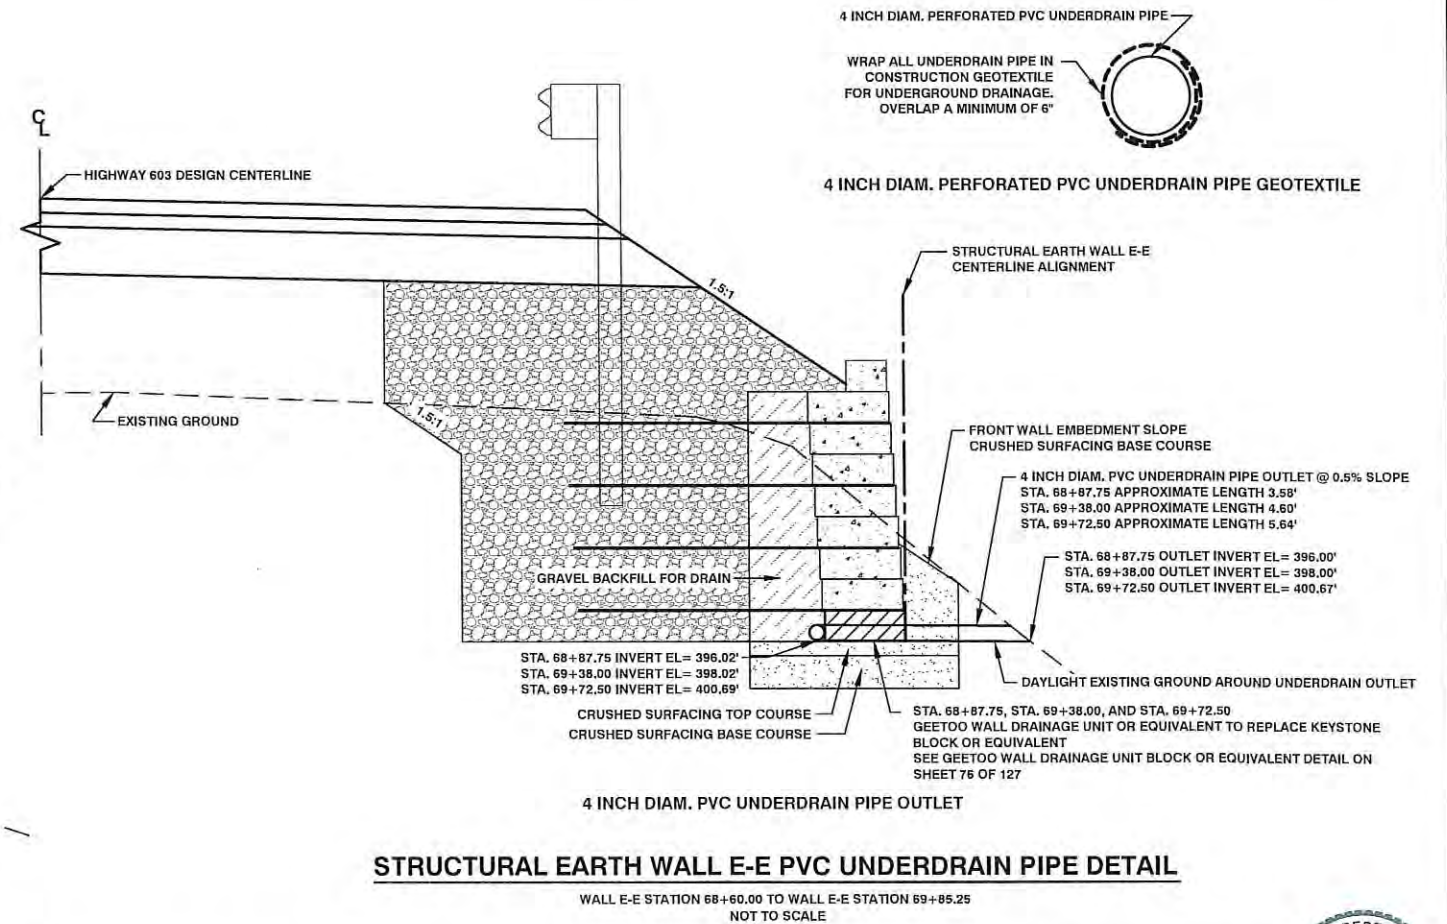 4 INCH DIAM. PERFORATED PVC UNDERDRAIN PIPE
WRAP ALL UNDERDRAIN PIPE IN
CONSTRUCTION GEOTEXTILE
FOR UNDERGROUND DRAINAGE.
OVERLAP A MINIMUM OF 6"
4 INCH DIAM. PERFORATED PVC UNDERDRAIN PIPE GEOTEXTILE
CL
HIGHWAY 603 DESIGN CENTERLINE
STRUCTURAL EARTH WALL E-E
CENTERLINE ALIGNMENT
1.5:1
EXISTING GROUND
1.5:1
FRONT WALL EMBEDMENT SLOPE
CRUSHED SURFACING BASE COURSE
4 INCH DIAM. PVC UNDERDRAIN PIPE OUTLET @ 0.5% SLOPE
STA. 68+87.75 APPROXIMATE LENGTH 3.58'
STA. 69+38.00 APPROXIMATE LENGTH 4.60'
STA. 69+72.50 APPROXIMATE LENGTH 5.64'
STA. 68+87.75 OUTLET INVERT EL= 396.00'
STA. 69+38.00 OUTLET INVERT EL= 398.00'
STA. 69+72.50 OUTLET INVERT EL= 400.67'
GRAVEL BACKFILL FOR DRAIN
STA. 68+87.75 INVERT EL= 396.02'
STA. 69+38.00 INVERT EL= 398.02'
STA. 69+72.50 INVERT EL= 400.69'
DAYLIGHT EXISTING GROUND AROUND UNDERDRAIN OUTLET
CRUSHED SURFACING TOP COURSE
CRUSHED SURFACING BASE COURSE
STA. 68+87.75, STA. 69+38.00, AND STA. 69+72.50
GEETOO WALL DRAINAGE UNIT OR EQUIVALENT TO REPLACE KEYSTONE
BLOCK OR EQUIVALENT
SEE GEETOO WALL DRAINAGE UNIT BLOCK OR EQUIVALENT DETAIL ON
SHEET 76 OF 127
4 INCH DIAM. PVC UNDERDRAIN PIPE OUTLET
STRUCTURAL EARTH WALL E-E PVC UNDERDRAIN PIPE DETAIL
WALL E-E STATION 68+60.00 TO WALL E-E STATION 69+85.25
NOT TO SCALE